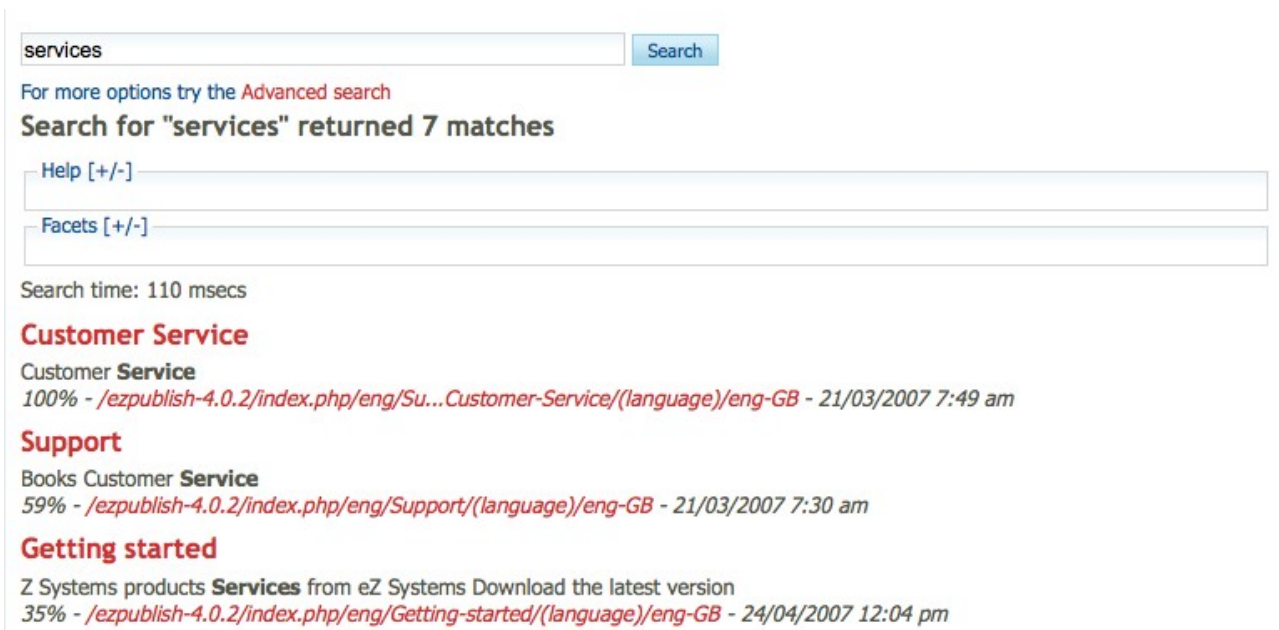 services
Search
For more options try the Advanced search
Search for "services" returned 7 matches
Help [+/-]
Facets [+/-]
Search time: 110 msecs
Customer Service
Customer Service
100% - /ezpublish-4.0.2/index.php/eng/Su...Customer-Service/(language)/eng-GB - 21/03/2007 7:49 am
Support
Books Customer Service
59% - /ezpublish-4.0.2/index.php/eng/Support/(language)/eng-GB - 21/03/2007 7:30 am
Getting started
Z Systems products Services from eZ Systems Download the latest version
35% - /ezpublish-4.0.2/index.php/eng/Getting-started/(language)/eng-GB - 24/04/2007 12:04 pm